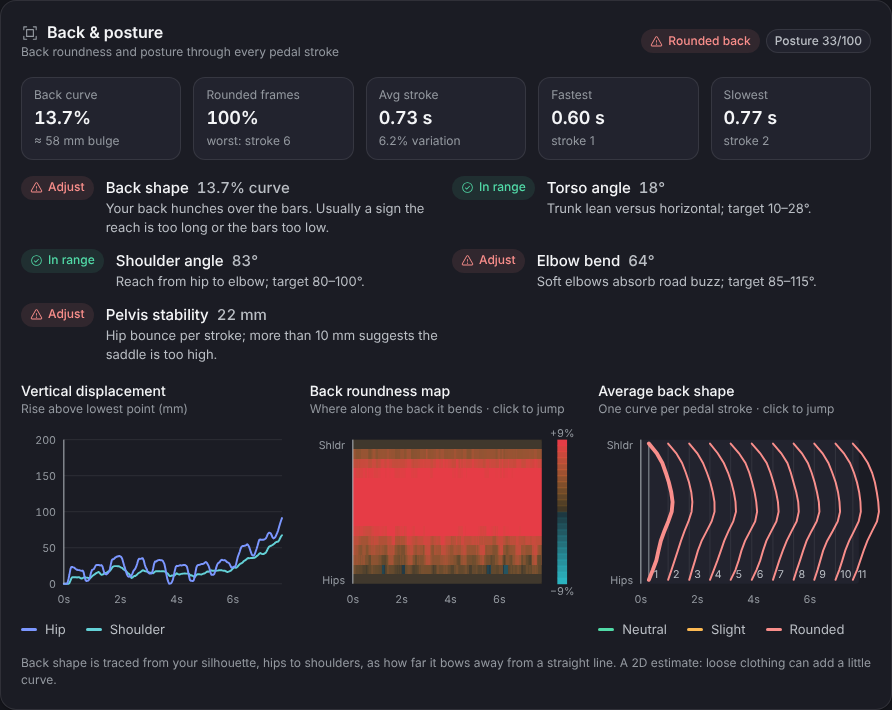 Back & posture
Back roundness and posture through every pedal stroke
Rounded back
Posture 33/100
Back curve
13.7%
≈ 58 mm bulge
Rounded frames
100%
worst: stroke 6
Avg stroke
0.73 s
6.2% variation
Fastest
0.60 s
stroke 1
Slowest
0.77 s
stroke 2
Adjust
Back shape 13.7% curve
Your back hunches over the bars. Usually a sign the
reach is too long or the bars too low.
In range
Torso angle 18°
Trunk lean versus horizontal; target 10–28°.
In range
Shoulder angle 83°
Reach from hip to elbow; target 80–100°.
Adjust
Elbow bend 64°
Soft elbows absorb road buzz; target 85–115°.
Adjust
Pelvis stability 22 mm
Hip bounce per stroke; more than 10 mm suggests the
saddle is too high.
Vertical displacement
Rise above lowest point (mm)
200
150
100
50
0
0s 2s 4s 6s
Hip Shoulder
Back roundness map
Where along the back it bends · click to jump
+9%
Shldr
Hips
−9%
0s 2s 4s 6s
Average back shape
One curve per pedal stroke · click to jump
Shldr
Hips
1 2 3 4 5 6 7 8 9 10 11
0s 2s 4s 6s
Neutral Slight Rounded
Back shape is traced from your silhouette, hips to shoulders, as how far it bows away from a straight line. A 2D estimate: loose clothing can add a little
curve.